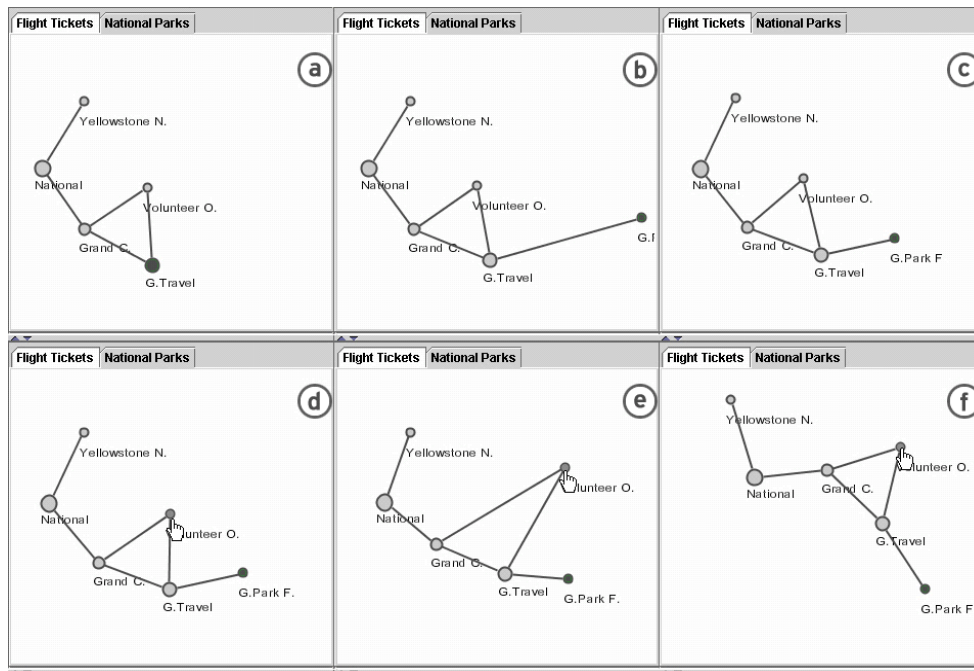 Flight Tickets National Parks
a
Yellowstone N.
National
Volunteer O.
Grand C.
G.Travel
Flight Tickets National Parks
b
Yellowstone N.
National
Volunteer O.
G.
Grand C.
G.Travel
Flight Tickets National Parks
c
Yellowstone N.
National
Volunteer O.
Grand C.
G.Park F
G.Travel
Flight Tickets National Parks
d
Yellowstone N.
National
lunteer O.
Grand C.
G.Park F.
G.Travel
Flight Tickets National Parks
e
Yellowstone N.
National
lunteer O.
Grand C.
G.Travel
G.Park F.
Flight Tickets National Parks
f
Yellowstone N.
lunteer O.
National
Grand C.
G.Travel
G.Park F